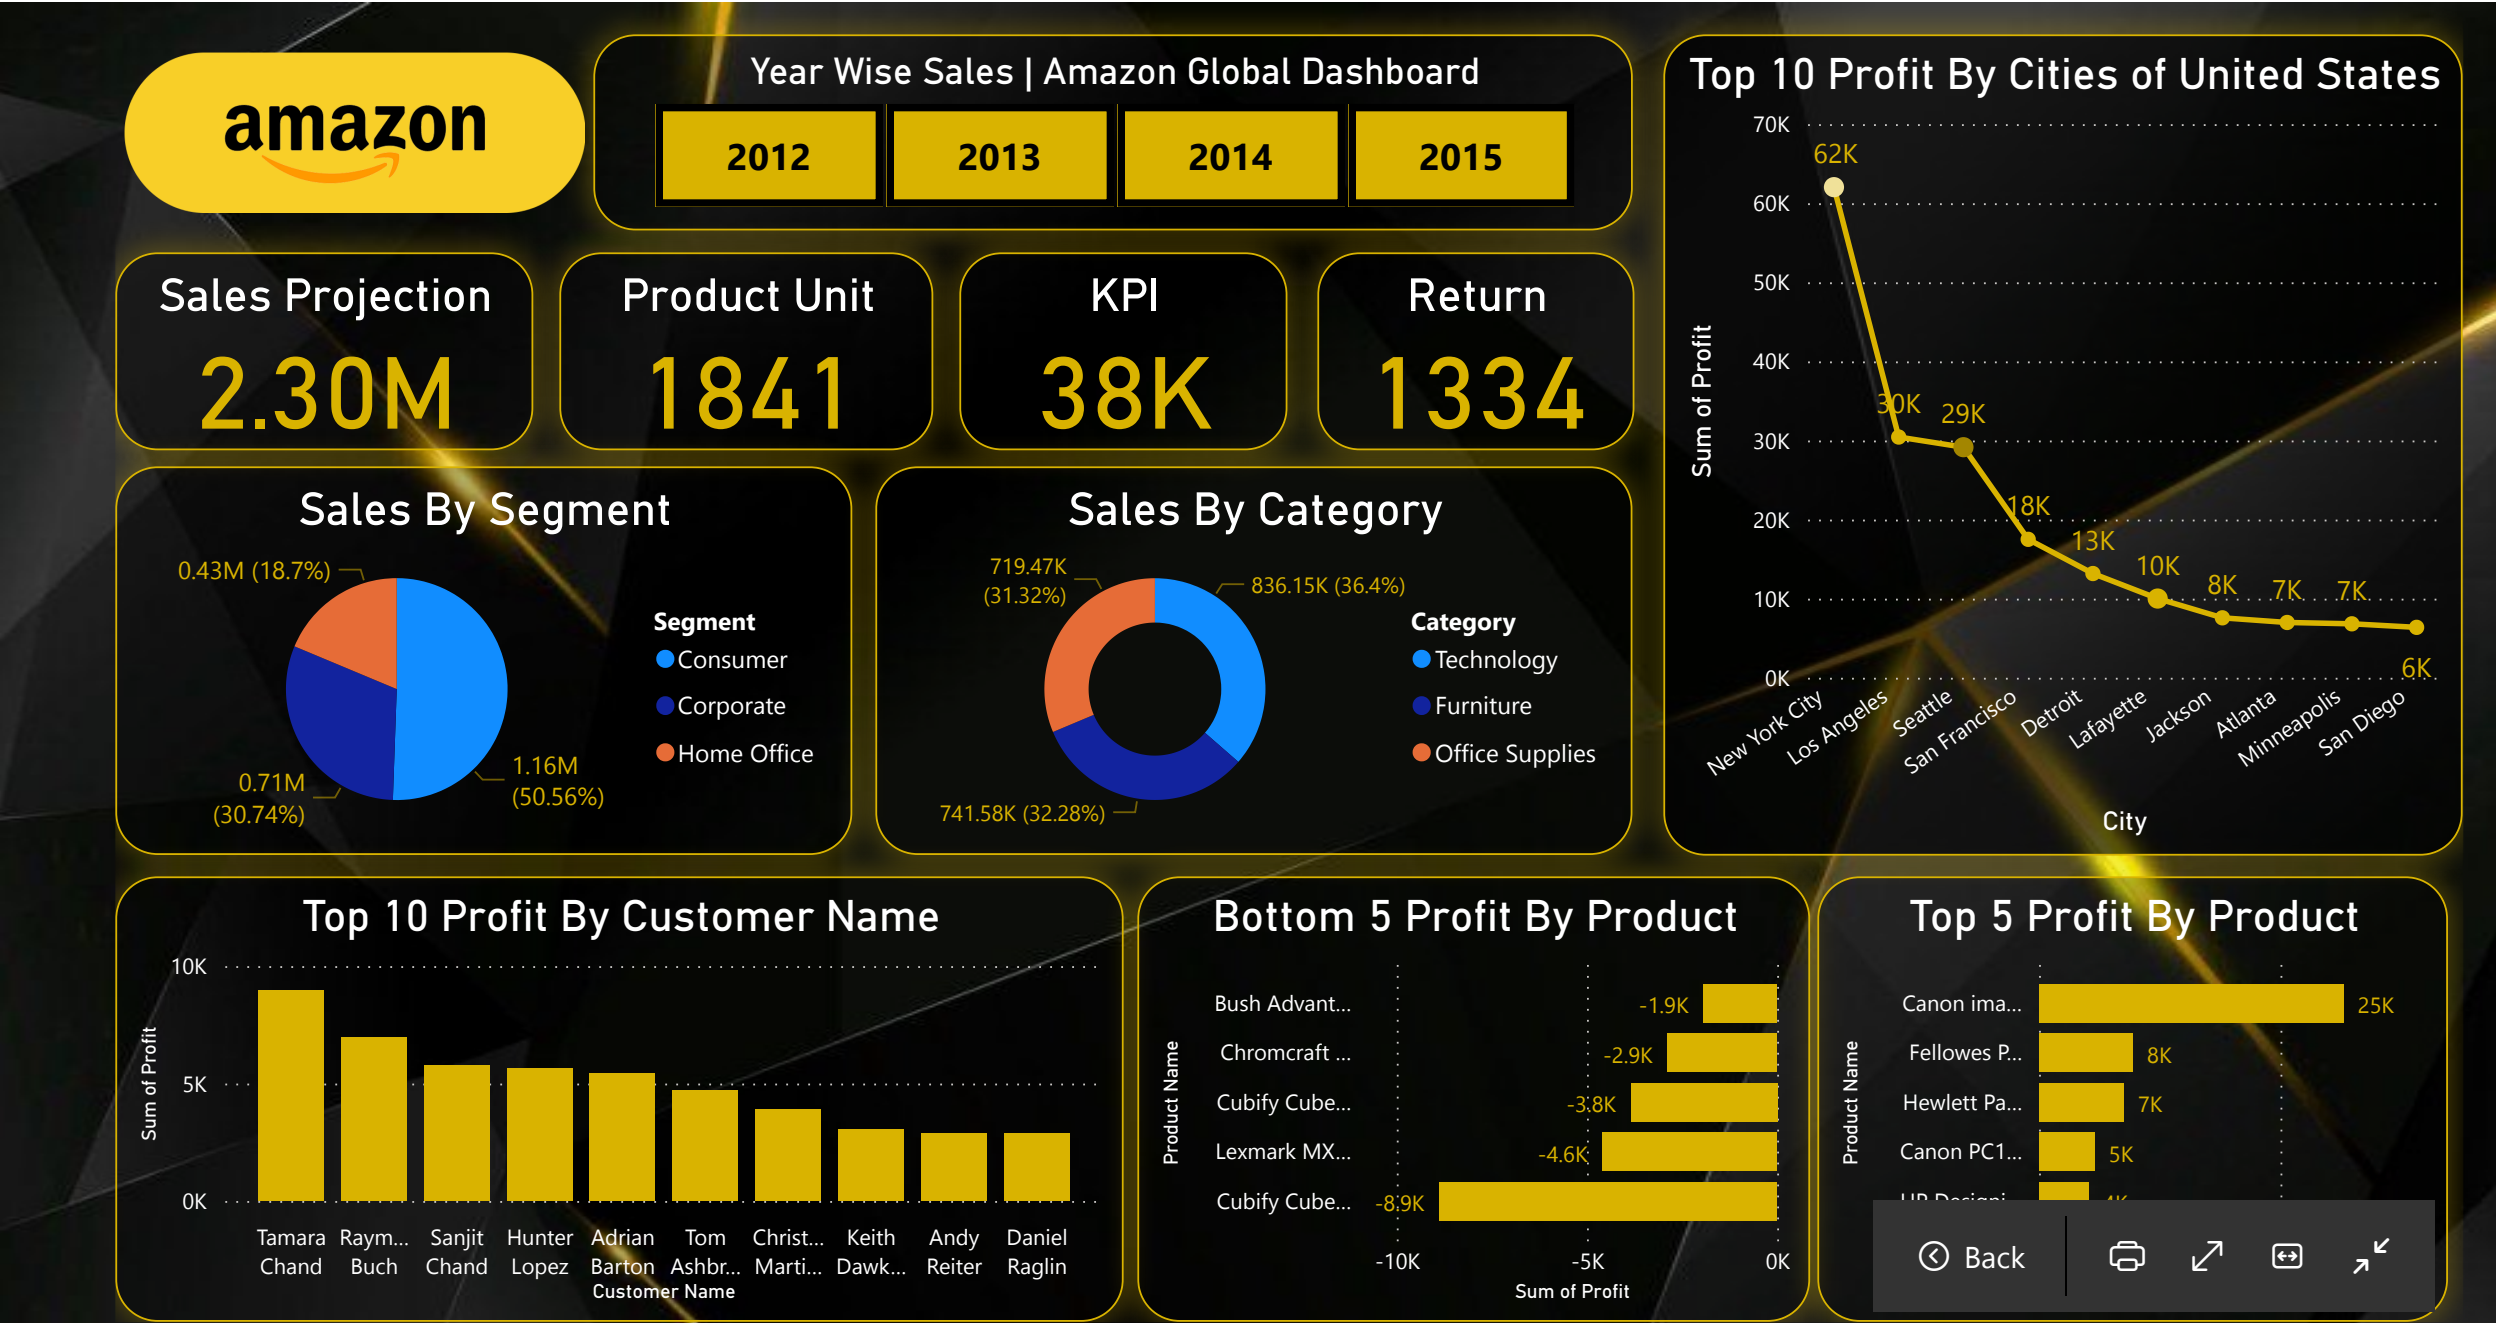 amazon
Year Wise Sales | Amazon Global Dashboard
2012 2013 2014 2015
Top 10 Profit By Cities of United States
70K
60K
50K
40K
30K
20K
10K
0K
Sum of Profit
62K
30K
29K
18K
13K
10K
8K
7K
7K
6K
New York City
Los Angeles
Seattle
San Francisco
Detroit
Lafayette
Jackson
Atlanta
Minneapolis
San Diego
City
Sales Projection
2.30M
Product Unit
1841
KPI
38K
Return
1334
Sales By Segment
0.43M (18.7%)
0.71M
(30.74%)
1.16M
(50.56%)
Segment
Consumer
Corporate
Home Office
Sales By Category
719.47K
(31.32%)
836.15K (36.4%)
741.58K (32.28%)
Category
Technology
Furniture
Office Supplies
Top 10 Profit By Customer Name
10K
5K
0K
Sum of Profit
Tamara
Chand
Raym...
Buch
Sanjit
Chand
Hunter
Lopez
Adrian
Barton
Tom
Ashbr...
Christ...
Marti...
Keith
Dawk...
Andy
Reiter
Daniel
Raglin
Customer Name
Bottom 5 Profit By Product
Product Name
Bush Advant... -1.9K
Chromcraft ... -2.9K
Cubify Cube... -3.8K
Lexmark MX... -4.6K
Cubify Cube... -8.9K
-10K -5K 0K
Sum of Profit
Top 5 Profit By Product
Product Name
Canon ima... 25K
Fellowes P... 8K
Hewlett Pa... 7K
Canon PC1... 5K
HP Designj... 4K
Back